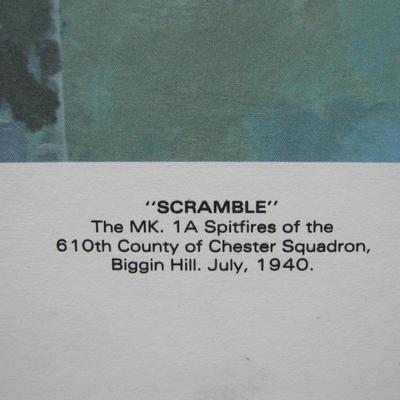 "SCRAMBLE"
The MK. 1A Spitfires of the
610th County of Chester Squadron,
Biggin Hill. July, 1940.